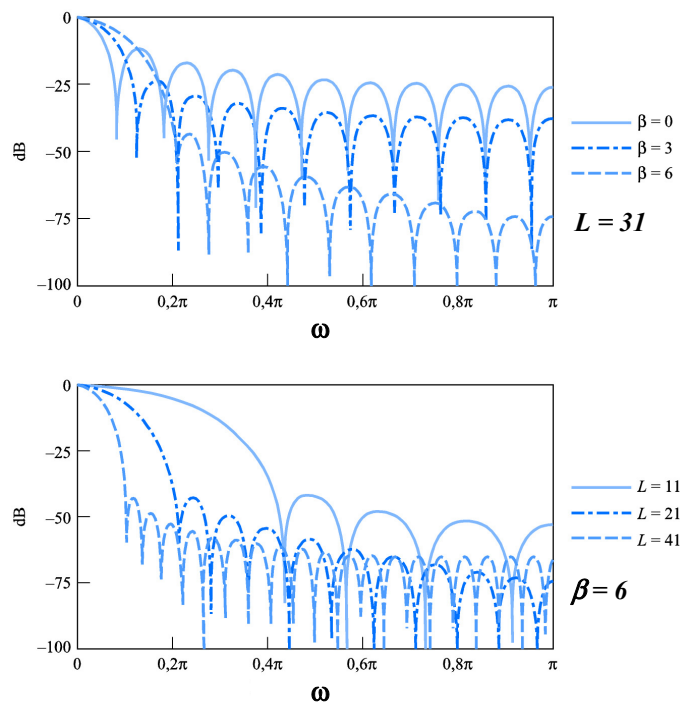 0
−25
−50
−75
−100
dB
0
0,2π
0,4π
0,6π
0,8π
π
ω
β = 0
β = 3
β = 6
L = 31
0
−25
−50
−75
−100
dB
0
0,2π
0,4π
0,6π
0,8π
π
ω
L = 11
L = 21
L = 41
β = 6